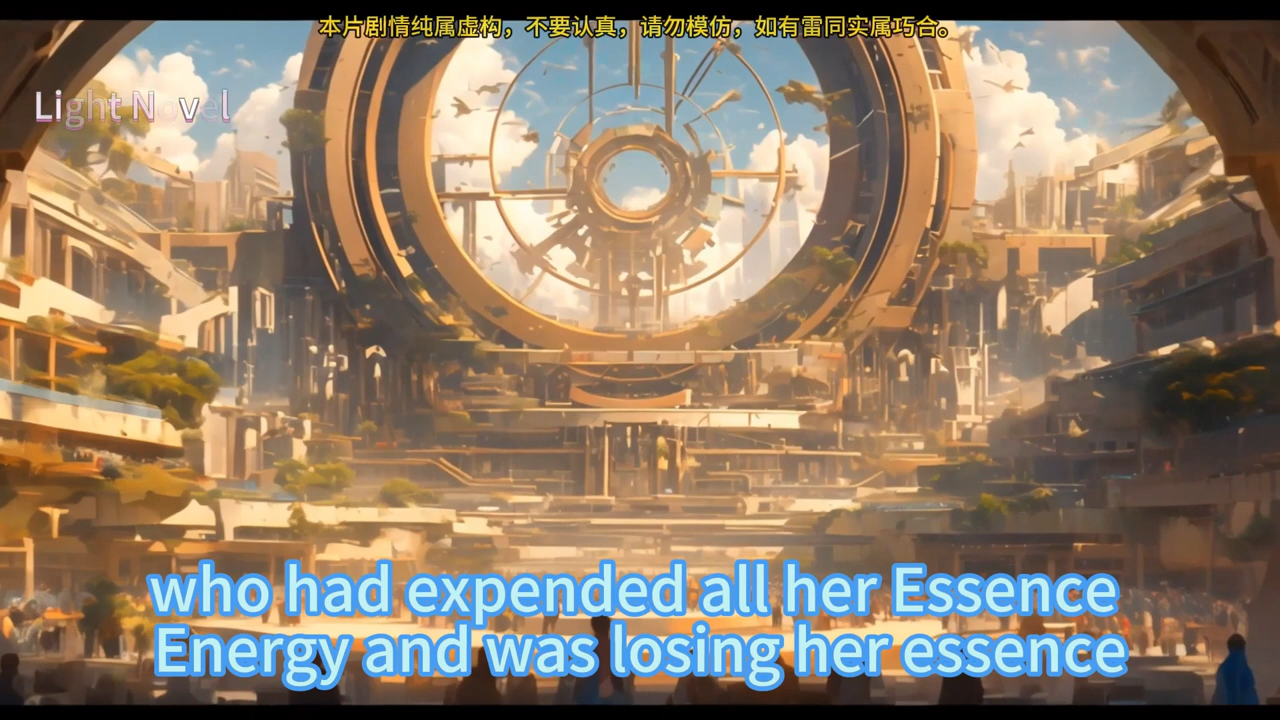 本片剧情纯属虚构，不要认真，请勿模仿，如有雷同实属巧合。
Light Novel
who had expended all her Essence
Energy and was losing her essence